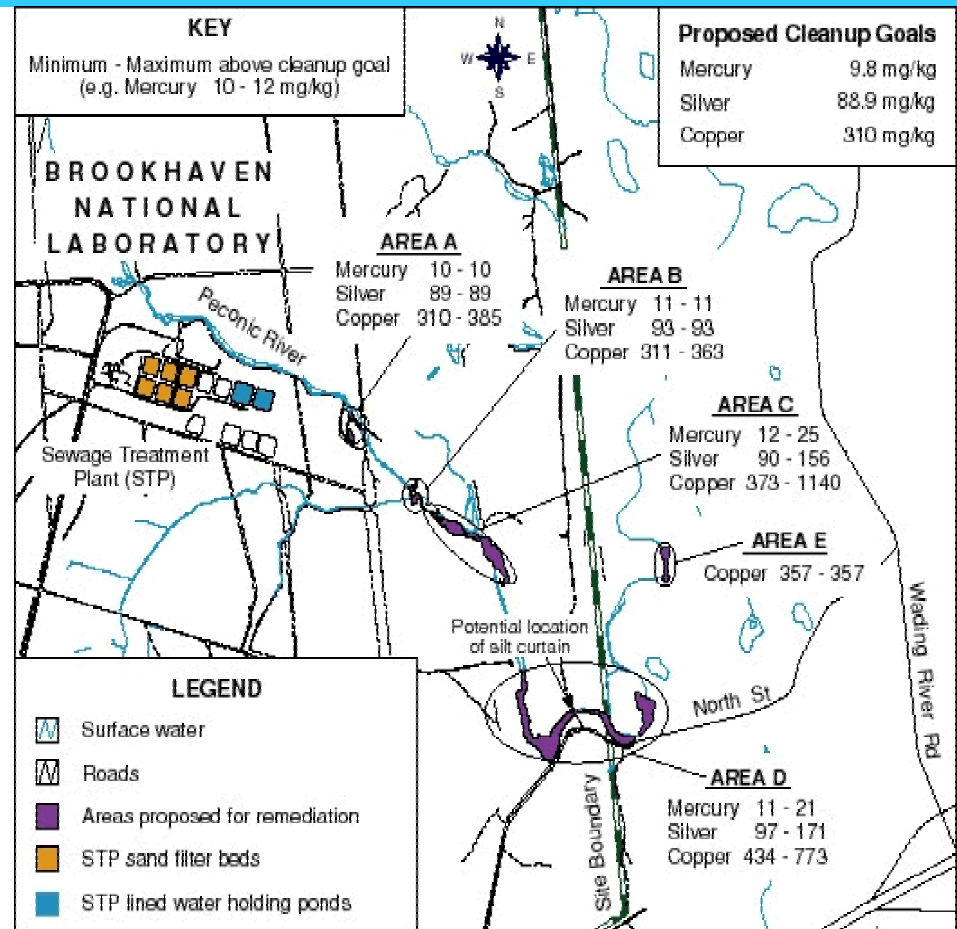 KEY
Minimum - Maximum above cleanup goal
(e.g. Mercury 10 - 12 mg/kg)
N
W E
S
Proposed Cleanup Goals
Mercury 9.8 mg/kg
Silver 88.9 mg/kg
Copper 310 mg/kg
BROOKHAVEN
NATIONAL
LABORATORY
Peconic River
AREA A
Mercury 10 - 10
Silver 89 - 89
Copper 310 - 385
AREA B
Mercury 11 - 11
Silver 93 - 93
Copper 311 - 363
AREA C
Mercury 12 - 25
Silver 90 - 156
Copper 373 - 1140
Sewage Treatment
Plant (STP)
AREA E
Copper 357 - 357
Wading River Rd
Potential location
of silt curtain
North St
AREA D
Mercury 11 - 21
Silver 97 - 171
Copper 434 - 773
Site Boundary
LEGEND
Surface water
Roads
Areas proposed for remediation
STP sand filter beds
STP lined water holding ponds